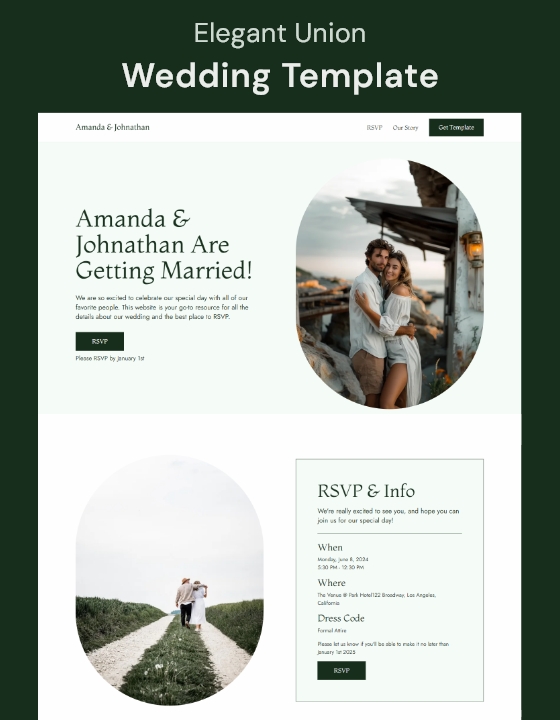 Elegant Union
Wedding Template
Amanda & Johnathan
RSVP
Our Story
Get Template
Amanda &
Johnathan Are
Getting Married!
We are so excited to celebrate our special day with all of our
favorite people. This website is your go-to resource for all the
details about our wedding and the best place to RSVP.
RSVP
Please RSVP by January 1st
RSVP & Info
We're really excited to see you, and hope you can
join us for our special day!
When
Monday, June 8, 2024
5:30 PM - 12:30 PM
Where
The Venue @ Park Hotel122 Broadway, Los Angeles,
California
Dress Code
Formal Attire
Please let us know if you'll be able to make it no later than
January 1st 2025
RSVP